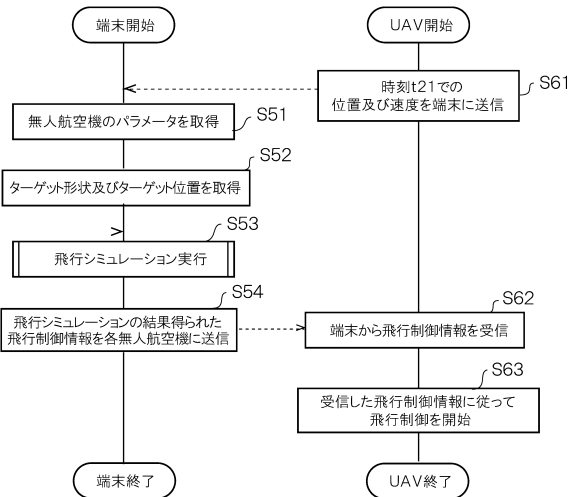 端末開始
UAV開始
時刻t21での
位置及び速度を端末に送信
S61
無人航空機のパラメータを取得
S51
S52
ターゲット形状及びターゲット位置を取得
S53
飛行シミュレーション実行
S54
飛行シミュレーションの結果得られた
飛行制御情報を各無人航空機に送信
S62
端末から飛行制御情報を受信
S63
受信した飛行制御情報に従って
飛行制御を開始
端末終了
UAV終了